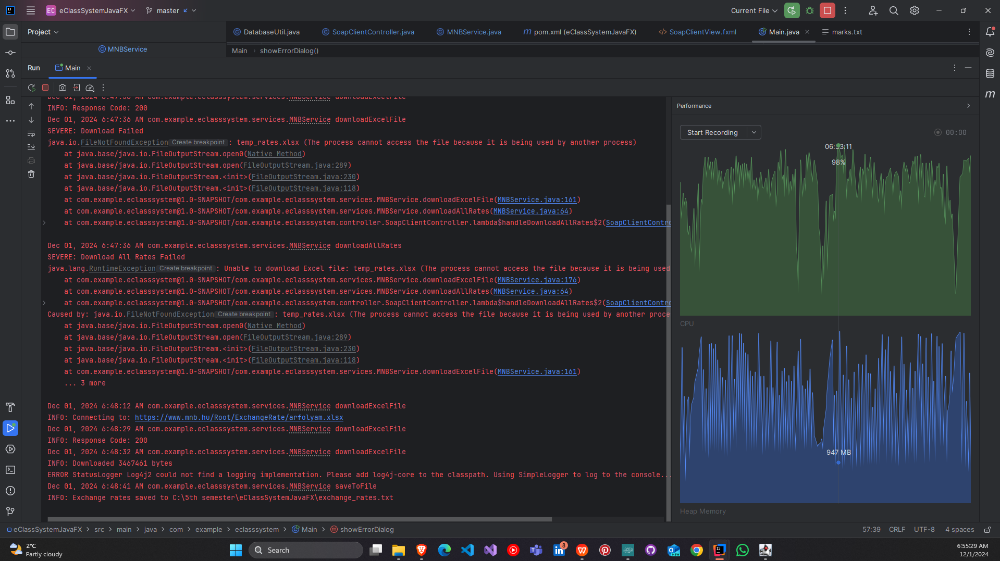 EC eClassSystemJavaFX master Current File
Project
DatabaseUtil.java SoapClientController.java MNBService.java pom.xml (eClassSystemJavaFX) SoapClientView.fxml Main.java marks.txt
MNBService
Main showErrorDialog()
Run Main
Dec 01, 2024 6:47:36 AM com.example.eclasssystem.services.MNBService downloadExcelFile
INFO: Response Code: 200
Dec 01, 2024 6:47:36 AM com.example.eclasssystem.services.MNBService downloadExcelFile
SEVERE: Download Failed
java.io.FileNotFoundException Create breakpoint : temp_rates.xlsx (The process cannot access the file because it is being used by another process)
at java.base/java.io.FileOutputStream.open0(Native Method)
at java.base/java.io.FileOutputStream.open(FileOutputStream.java:289)
at java.base/java.io.FileOutputStream.<init>(FileOutputStream.java:230)
at java.base/java.io.FileOutputStream.<init>(FileOutputStream.java:118)
at com.example.eclasssystem@1.0-SNAPSHOT/com.example.eclasssystem.services.MNBService.downloadExcelFile(MNBService.java:161)
at com.example.eclasssystem@1.0-SNAPSHOT/com.example.eclasssystem.services.MNBService.downloadAllRates(MNBService.java:64)
at com.example.eclasssystem@1.0-SNAPSHOT/com.example.eclasssystem.controller.SoapClientController.lambda$handleDownloadAllRates$2(SoapClientContro
Dec 01, 2024 6:47:36 AM com.example.eclasssystem.services.MNBService downloadAllRates
SEVERE: Download All Rates Failed
java.lang.RuntimeException Create breakpoint : Unable to download Excel file: temp_rates.xlsx (The process cannot access the file because it is being used
at com.example.eclasssystem@1.0-SNAPSHOT/com.example.eclasssystem.services.MNBService.downloadExcelFile(MNBService.java:176)
at com.example.eclasssystem@1.0-SNAPSHOT/com.example.eclasssystem.services.MNBService.downloadAllRates(MNBService.java:64)
at com.example.eclasssystem@1.0-SNAPSHOT/com.example.eclasssystem.controller.SoapClientController.lambda$handleDownloadAllRates$2(SoapClientContro
Caused by: java.io.FileNotFoundException Create breakpoint : temp_rates.xlsx (The process cannot access the file because it is being used by another proce
at java.base/java.io.FileOutputStream.open0(Native Method)
at java.base/java.io.FileOutputStream.open(FileOutputStream.java:289)
at java.base/java.io.FileOutputStream.<init>(FileOutputStream.java:230)
at java.base/java.io.FileOutputStream.<init>(FileOutputStream.java:118)
at com.example.eclasssystem@1.0-SNAPSHOT/com.example.eclasssystem.services.MNBService.downloadExcelFile(MNBService.java:161)
... 3 more
Dec 01, 2024 6:48:12 AM com.example.eclasssystem.services.MNBService downloadExcelFile
INFO: Connecting to: https://www.mnb.hu/Root/ExchangeRate/arfolyam.xlsx
Dec 01, 2024 6:48:29 AM com.example.eclasssystem.services.MNBService downloadExcelFile
INFO: Response Code: 200
Dec 01, 2024 6:48:32 AM com.example.eclasssystem.services.MNBService downloadExcelFile
INFO: Downloaded 3467461 bytes
ERROR StatusLogger Log4j2 could not find a logging implementation. Please add log4j-core to the classpath. Using SimpleLogger to log to the console...
Dec 01, 2024 6:48:41 AM com.example.eclasssystem.services.MNBService saveToFile
INFO: Exchange rates saved to C:\5th semester\eClassSystemJavaFX\exchange_rates.txt
Performance
Start Recording 00:00
06:53:11
98%
CPU
947 MB
Heap Memory
eClassSystemJavaFX src main java com example eclasssystem Main showErrorDialog 57:39 CRLF UTF-8 4 spaces
2°C
Partly cloudy
Search
8
NEW
6:55:29 AM
12/1/2024